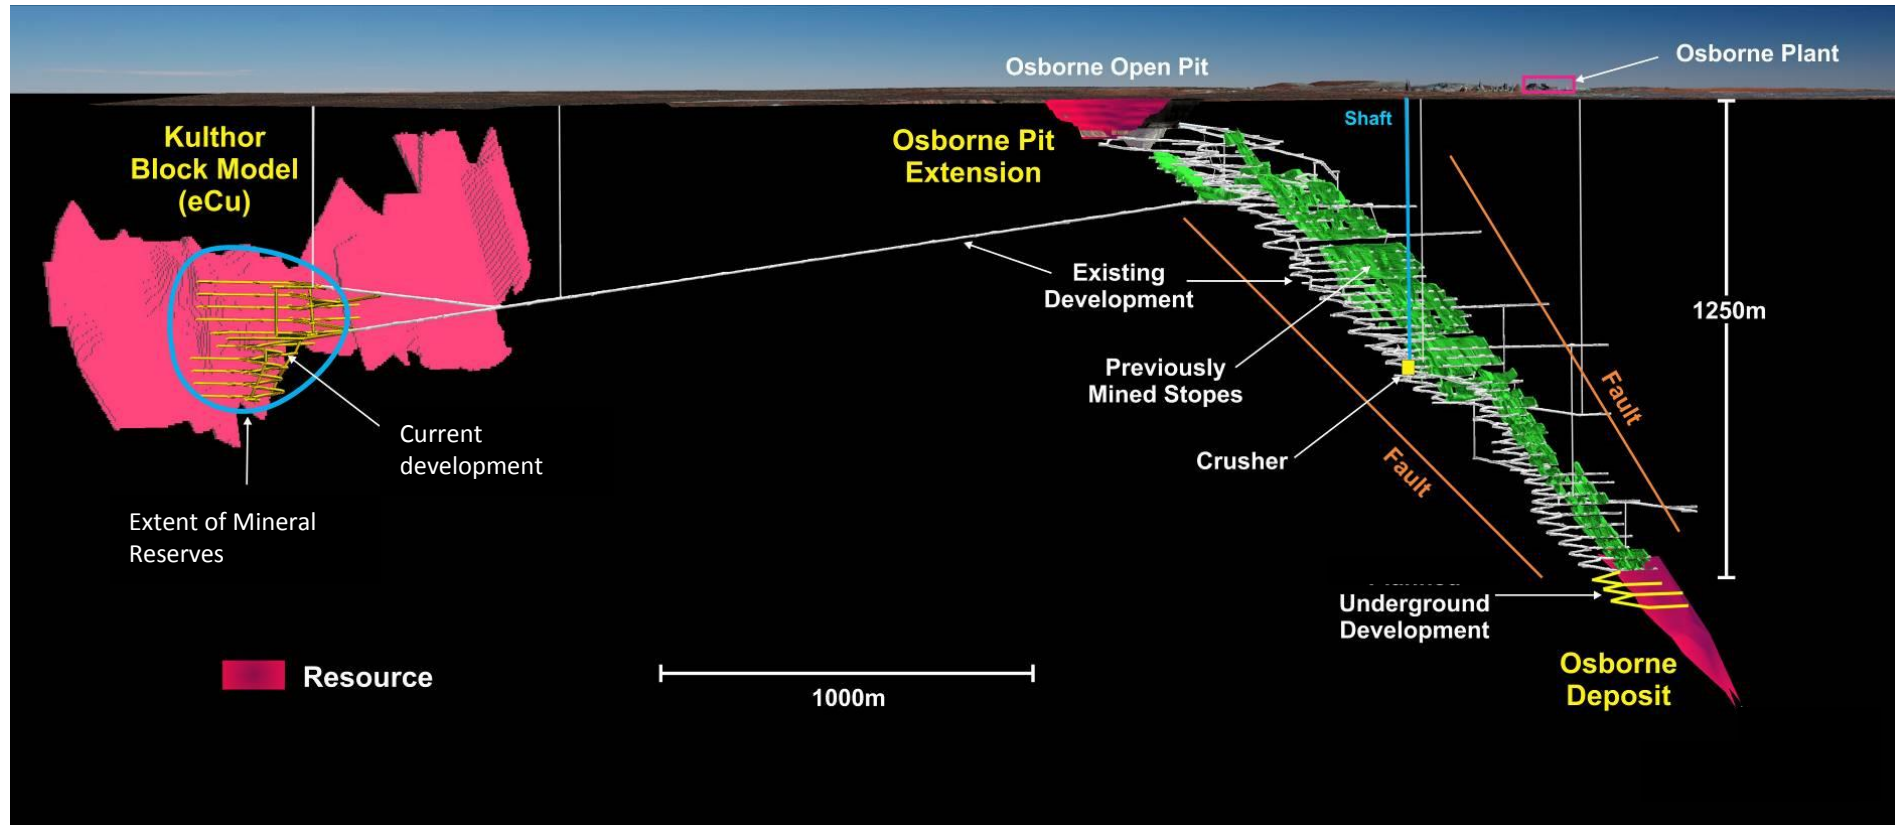 Osborne Plant
Osborne Open Pit
Shaft
Kulthor
Block Model
(eCu)
Osborne Pit
Extension
Existing
Development
1250m
Previously
Mined Stopes
Fault
Current
development
Crusher
Fault
Extent of Mineral
Reserves
Underground
Development
Osborne
Deposit
Resource
1000m